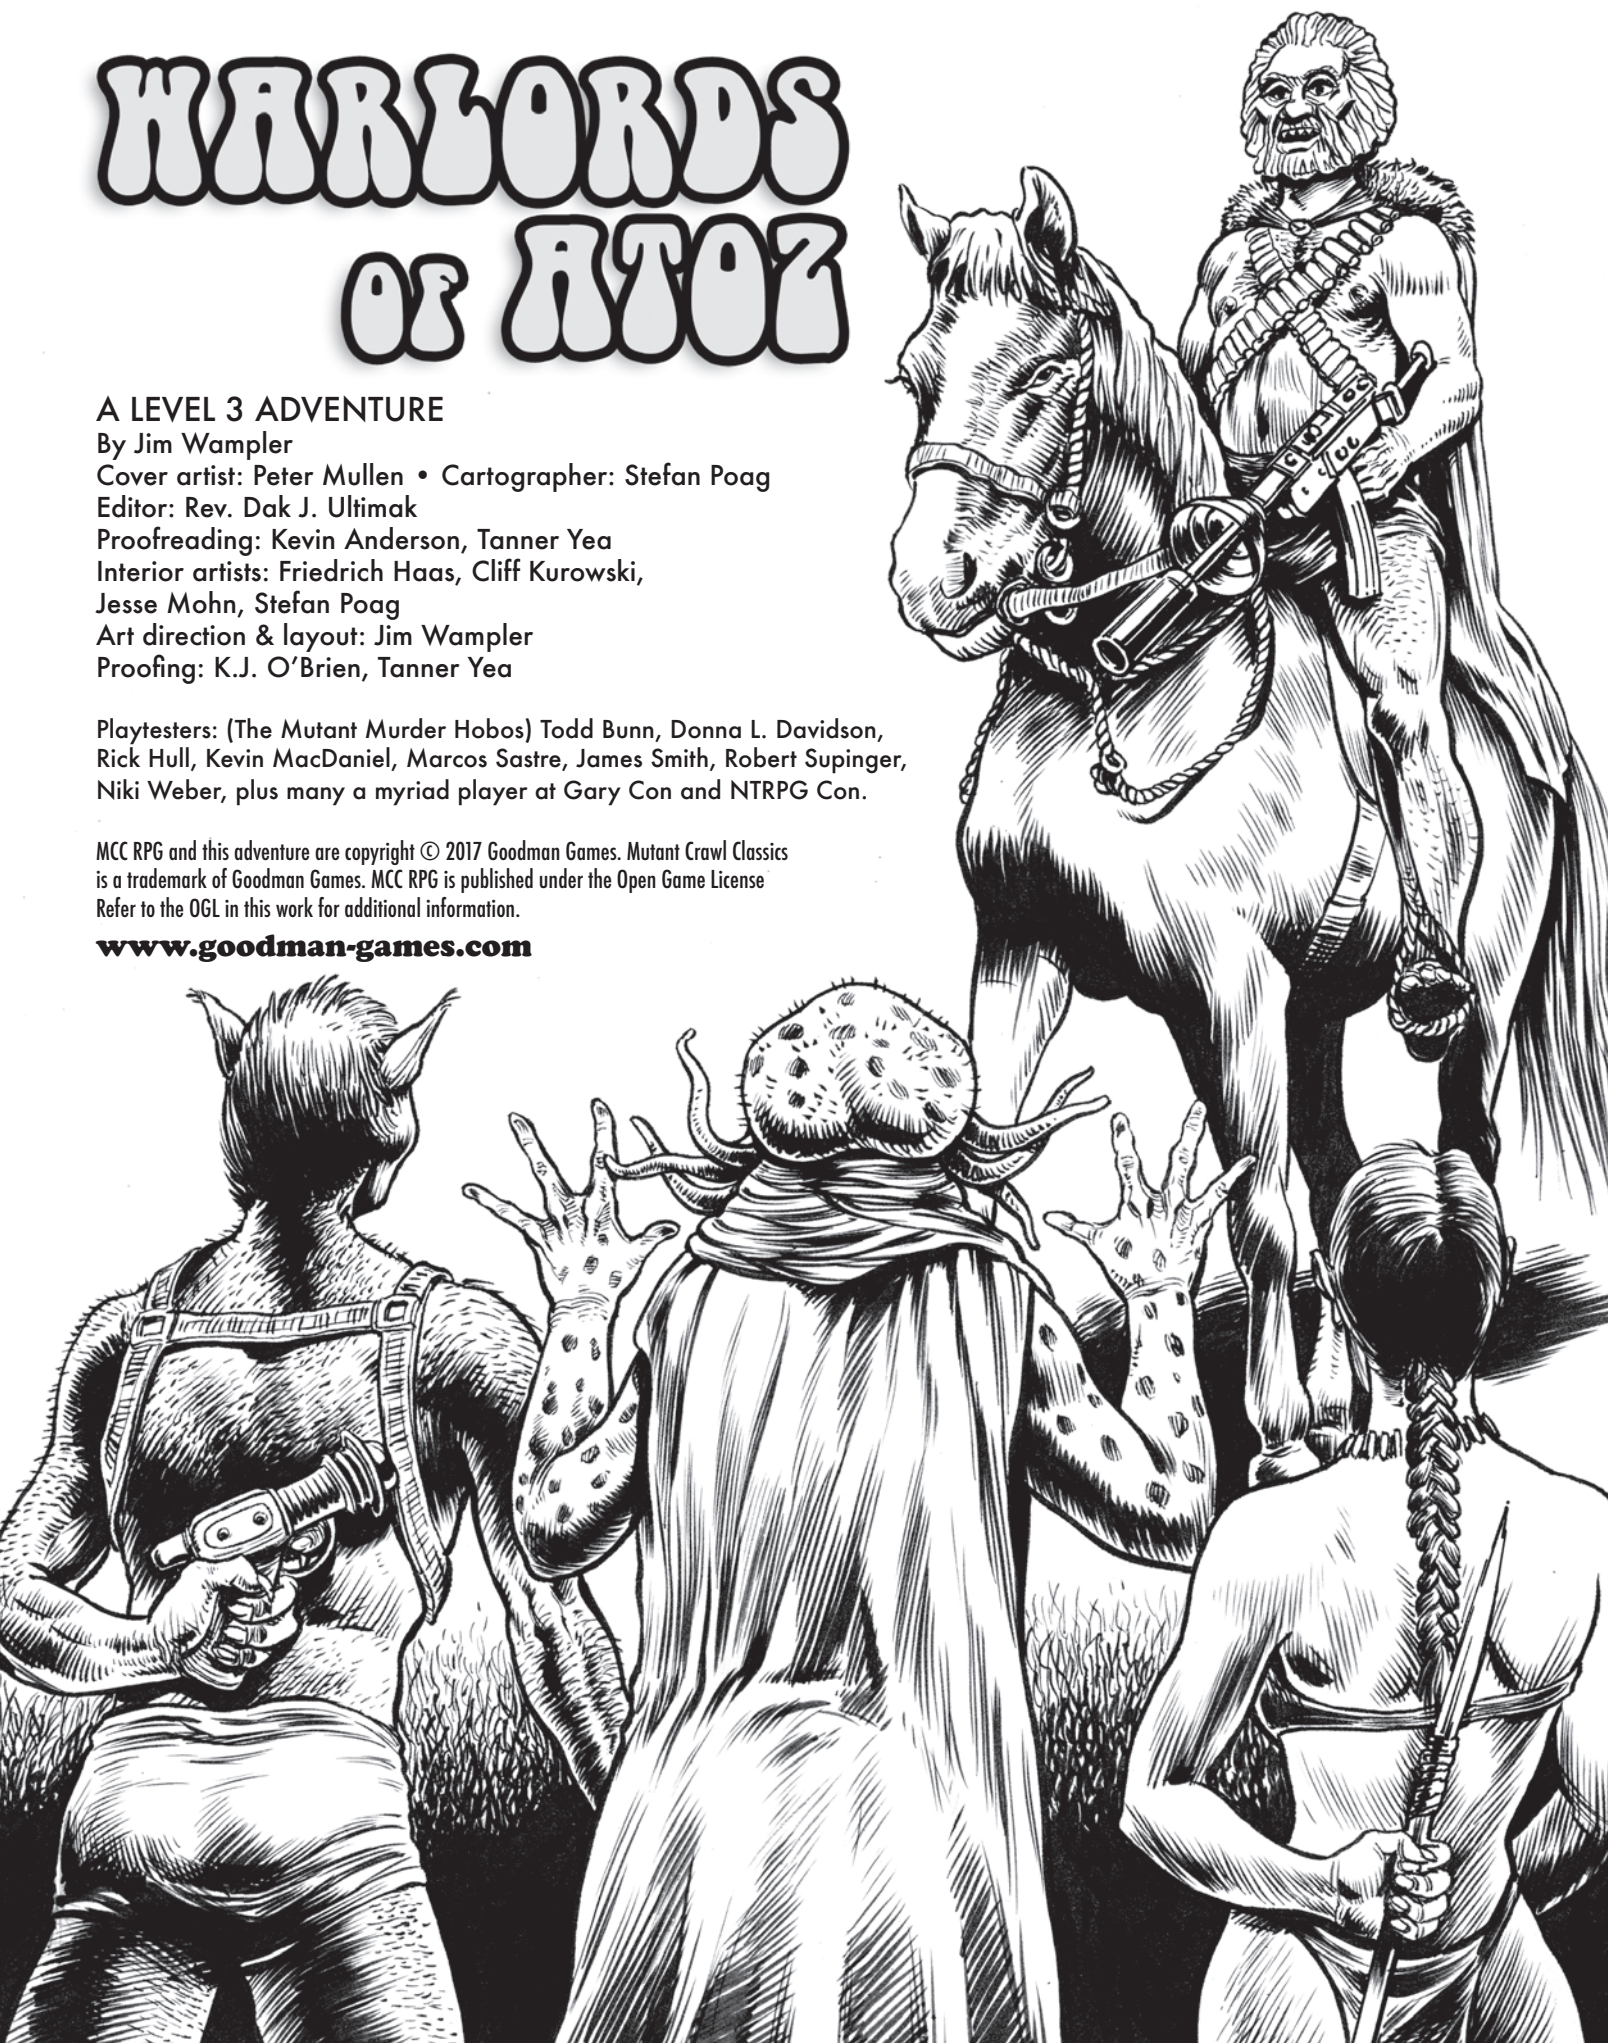 WARLORDS
OF ATOZ
A LEVEL 3 ADVENTURE
By Jim Wampler
Cover artist: Peter Mullen • Cartographer: Stefan Poag
Editor: Rev. Dak J. Ultimak
Proofreading: Kevin Anderson, Tanner Yea
Interior artists: Friedrich Haas, Cliff Kurowski,
Jesse Mohn, Stefan Poag
Art direction & layout: Jim Wampler
Proofing: K.J. O’Brien, Tanner Yea
Playtesters: (The Mutant Murder Hobos) Todd Bunn, Donna L. Davidson,
Rick Hull, Kevin MacDaniel, Marcos Sastre, James Smith, Robert Supinger,
Niki Weber, plus many a myriad player at Gary Con and NTRPG Con.
MCC RPG and this adventure are copyright © 2017 Goodman Games. Mutant Crawl Classics
is a trademark of Goodman Games. MCC RPG is published under the Open Game License
Refer to the OGL in this work for additional information.
www.goodman-games.com